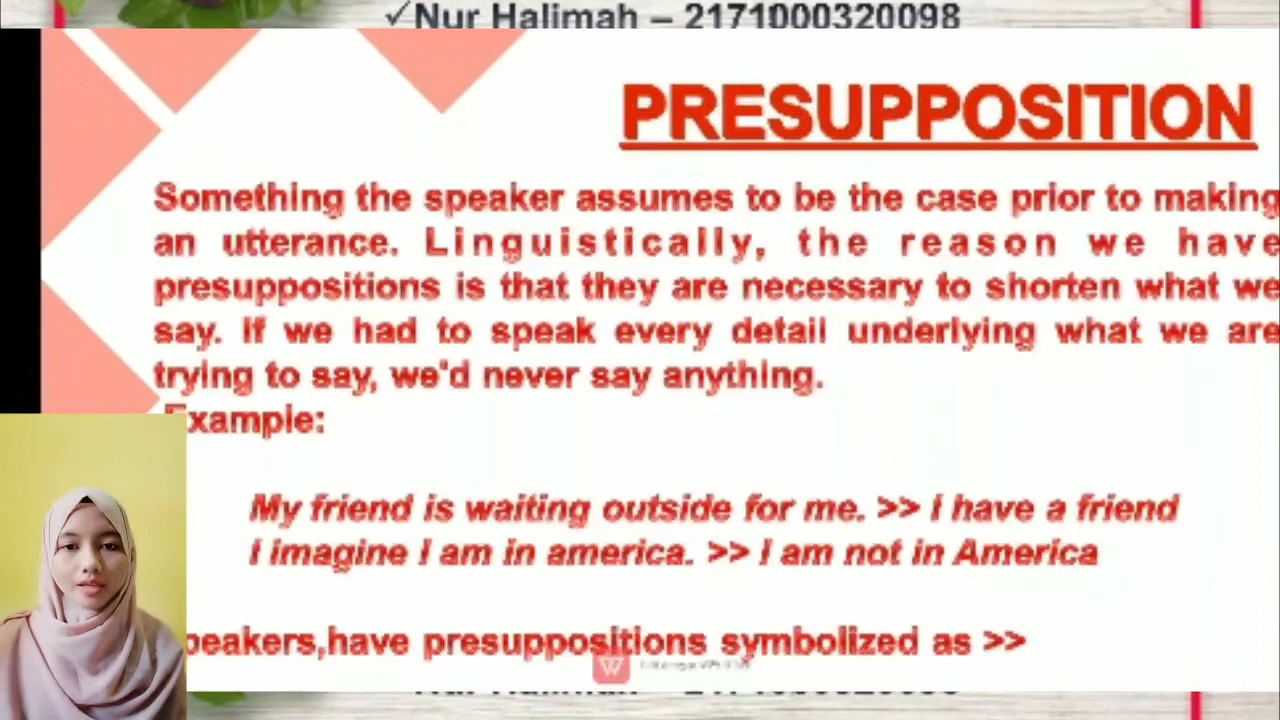 ✓Nur Halimah – 2171000320098
PRESUPPOSITION
Something the speaker assumes to be the case prior to making
an utterance. Linguistically, the reason we have
presuppositions is that they are necessary to shorten what we
say. If we had to speak every detail underlying what we are
trying to say, we'd never say anything.
Example:
My friend is waiting outside for me. >> I have a friend
I imagine I am in america. >> I am not in America
peakers,have presuppositions symbolized as >>
W